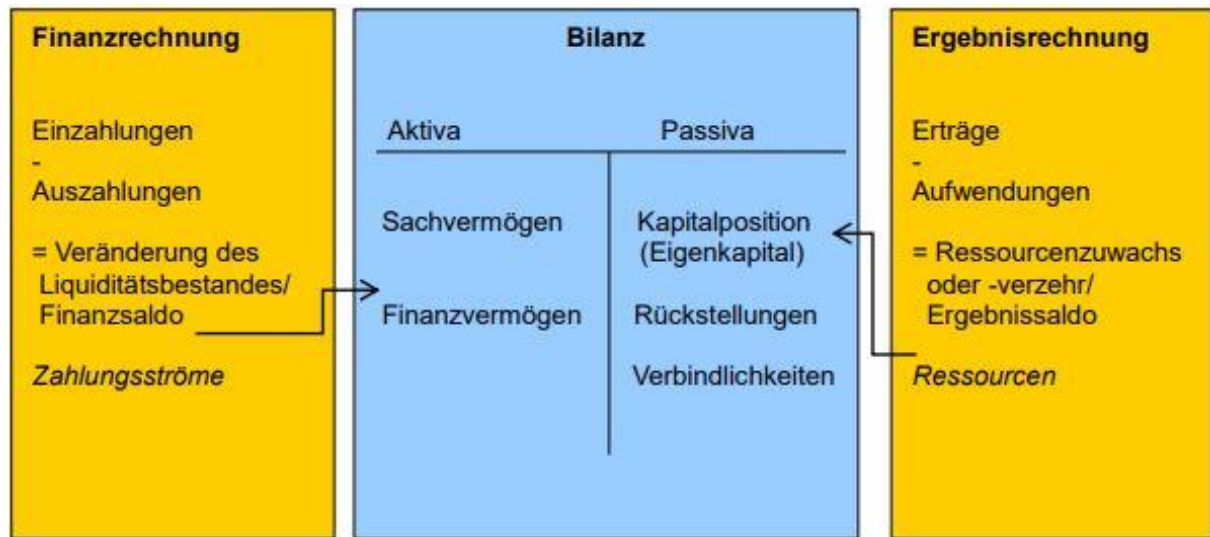 Finanzrechnung
Einzahlungen
-
Auszahlungen
= Veränderung des
Liquiditätsbestandes/
Finanzsaldo
Zahlungsströme
Bilanz
Aktiva
Passiva
Sachvermögen
Finanzvermögen
Kapitalposition
(Eigenkapital)
Rückstellungen
Verbindlichkeiten
Ergebnisrechnung
Erträge
-
Aufwendungen
= Ressourcenzuwachs
oder -verzehr/
Ergebnissaldo
Ressourcen